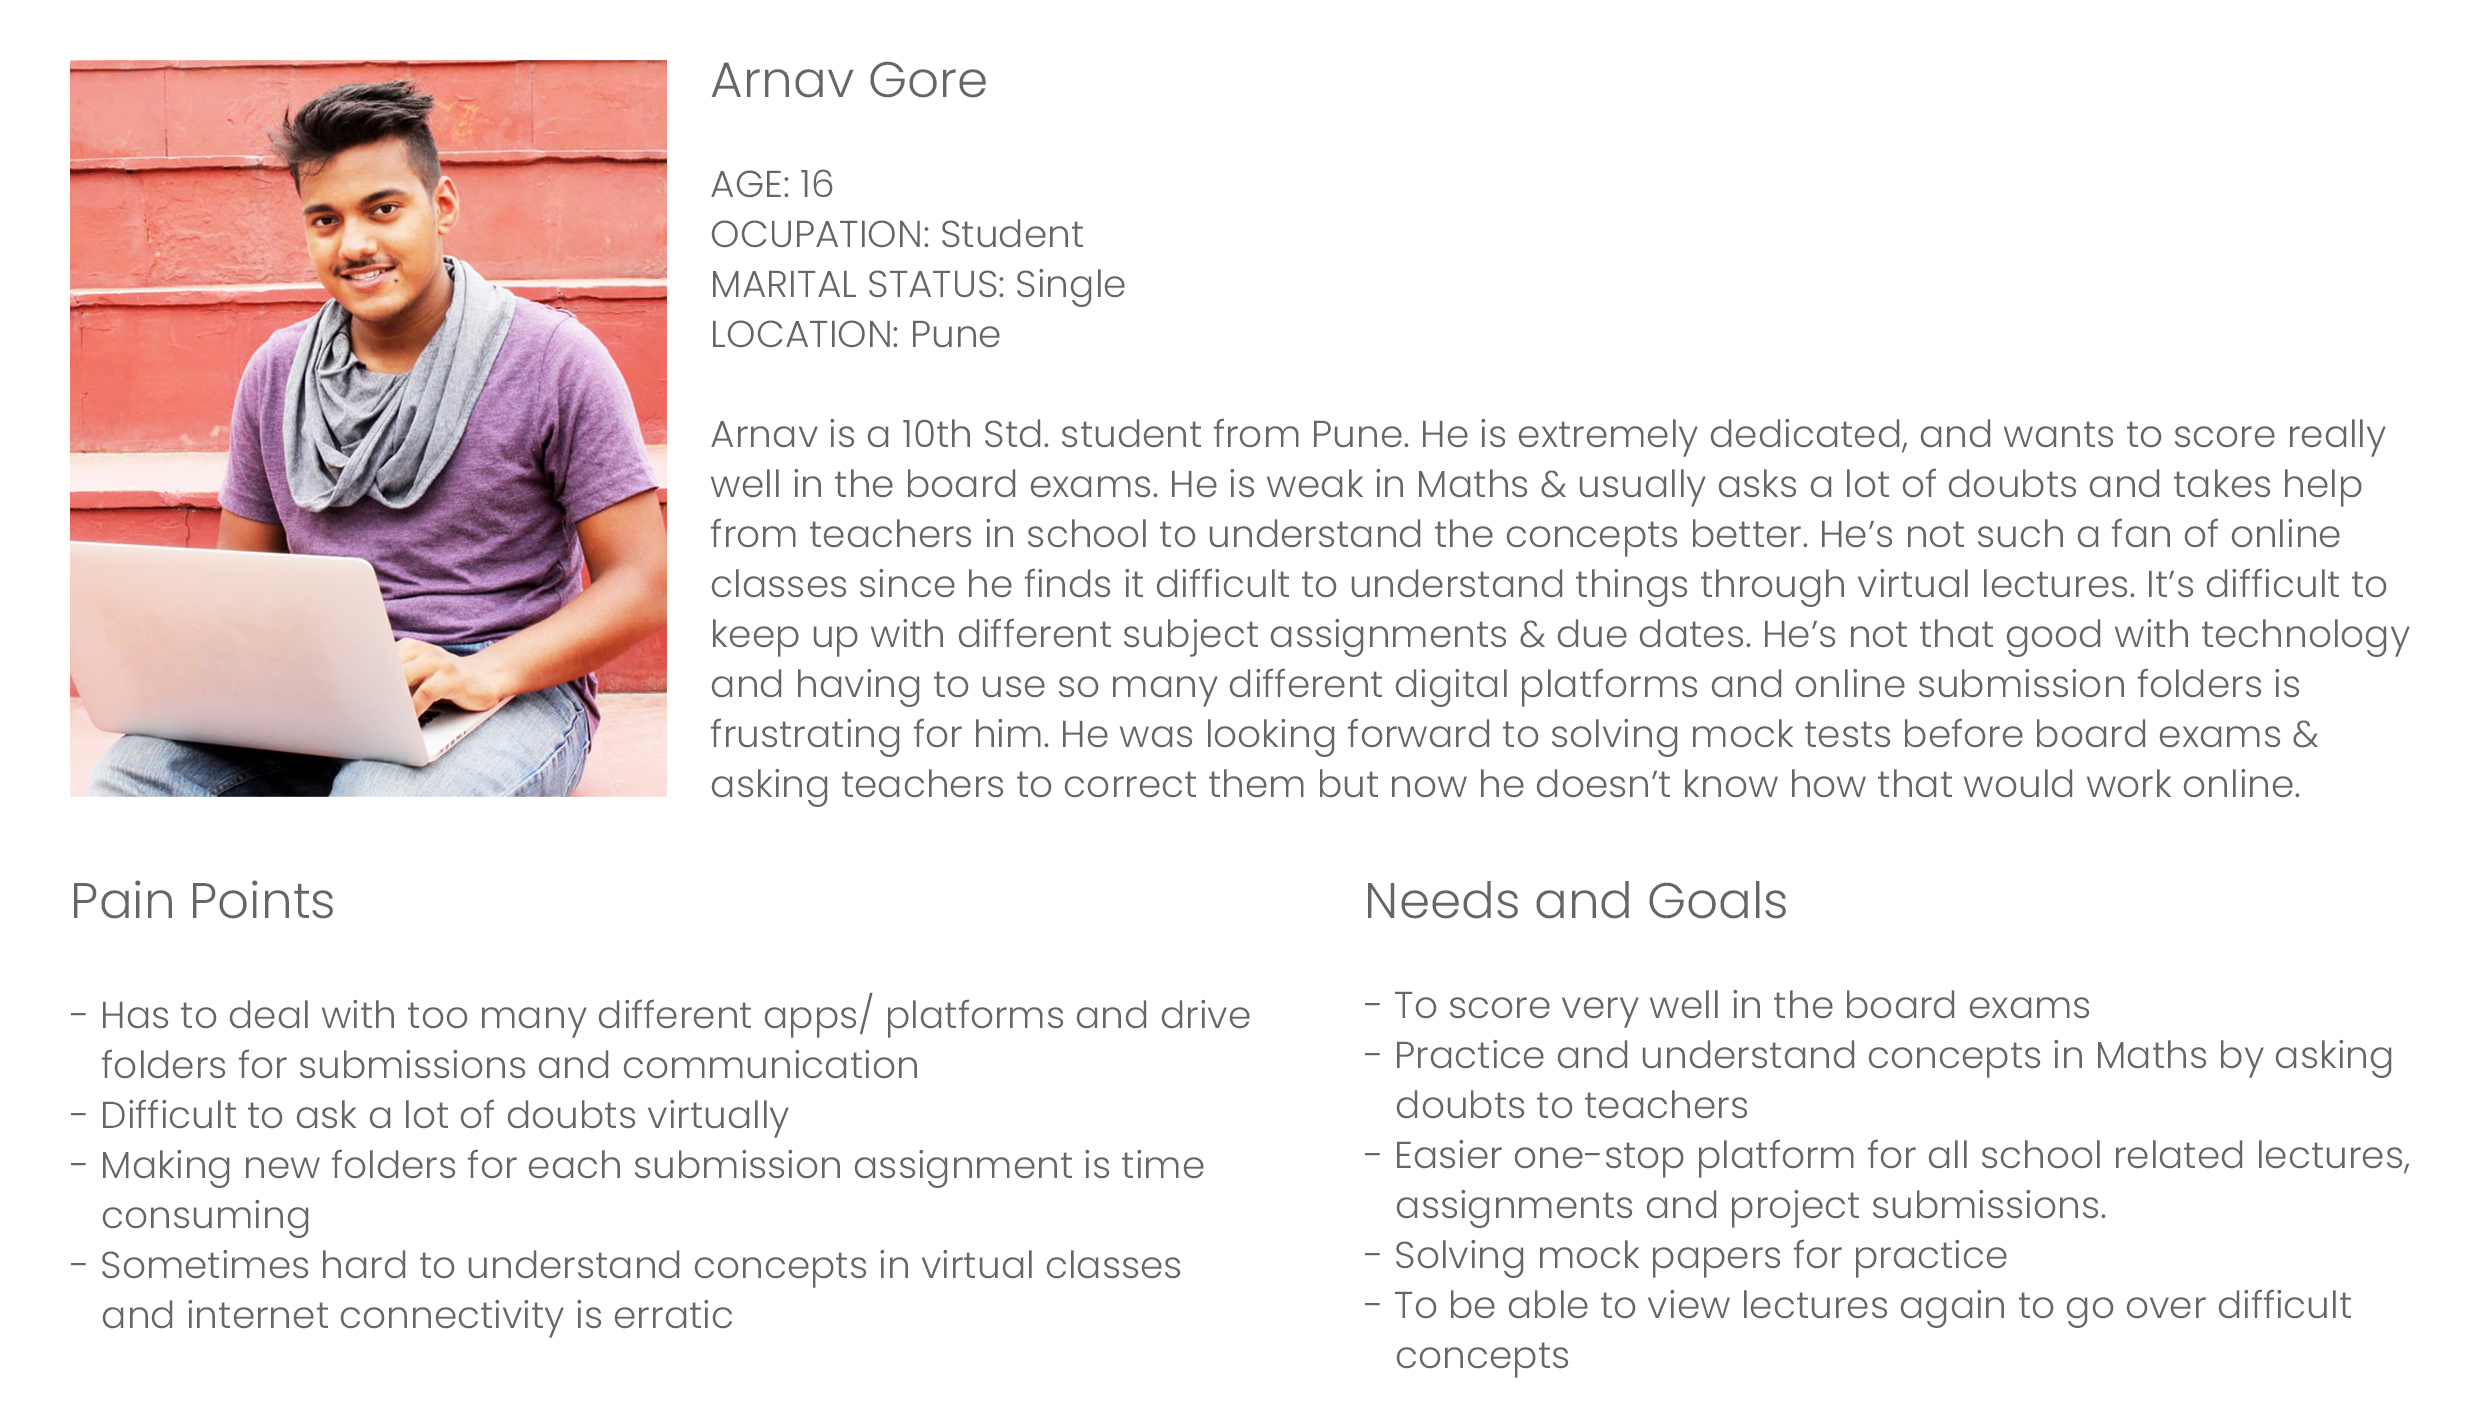 Arnav Gore
AGE: 16
OCUPATION: Student
MARITAL STATUS: Single
LOCATION: Pune
Arnav is a 10th Std. student from Pune. He is extremely dedicated, and wants to score really
well in the board exams. He is weak in Maths & usually asks a lot of doubts and takes help
from teachers in school to understand the concepts better. He’s not such a fan of online
classes since he finds it difficult to understand things through virtual lectures. It’s difficult to
keep up with different subject assignments & due dates. He’s not that good with technology
and having to use so many different digital platforms and online submission folders is
frustrating for him. He was looking forward to solving mock tests before board exams &
asking teachers to correct them but now he doesn’t know how that would work online.
Pain Points
- Has to deal with too many different apps/ platforms and drive
folders for submissions and communication
- Difficult to ask a lot of doubts virtually
- Making new folders for each submission assignment is time
consuming
- Sometimes hard to understand concepts in virtual classes
and internet connectivity is erratic
Needs and Goals
- To score very well in the board exams
- Practice and understand concepts in Maths by asking
doubts to teachers
- Easier one-stop platform for all school related lectures,
assignments and project submissions.
- Solving mock papers for practice
- To be able to view lectures again to go over difficult
concepts